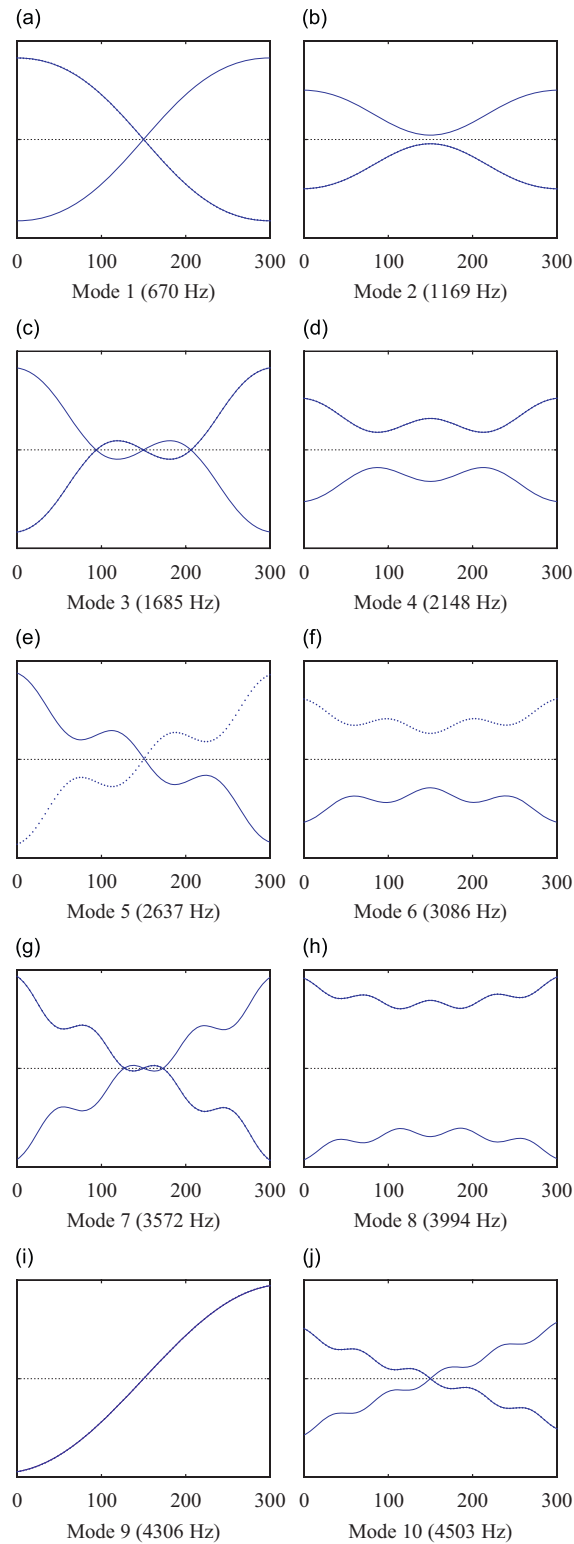 (a) (b)
0 100 200 300 0 100 200 300
Mode 1 (670 Hz) Mode 2 (1169 Hz)
(c) (d)
0 100 200 300 0 100 200 300
Mode 3 (1685 Hz) Mode 4 (2148 Hz)
(e) (f)
0 100 200 300 0 100 200 300
Mode 5 (2637 Hz) Mode 6 (3086 Hz)
(g) (h)
0 100 200 300 0 100 200 300
Mode 7 (3572 Hz) Mode 8 (3994 Hz)
(i) (j)
0 100 200 300 0 100 200 300
Mode 9 (4306 Hz) Mode 10 (4503 Hz)